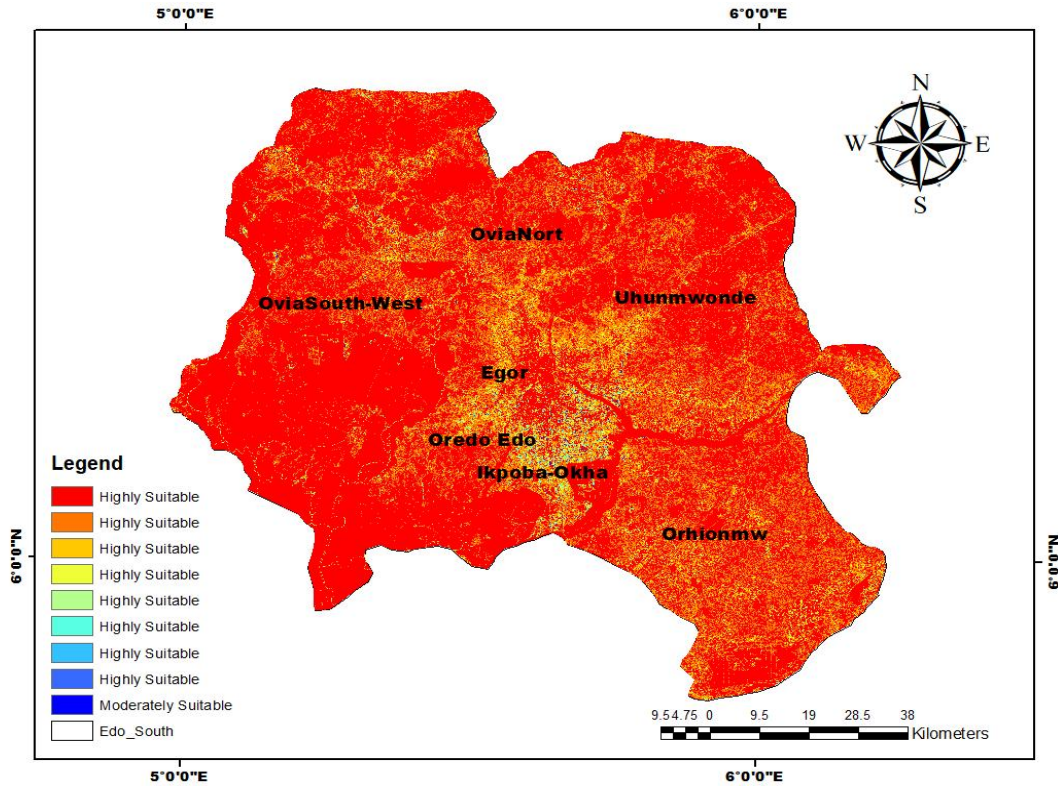 5°0'0"E 6°0'0"E
N
W E
S
OviaNort
Uhunmwonde
OviaSouth-West
Egor
Oredo Edo
Ikpoba-Okha
Orhionmw
Legend
Highly Suitable
Highly Suitable
Highly Suitable
Highly Suitable
Highly Suitable
Highly Suitable
Highly Suitable
Highly Suitable
Moderately Suitable
Edo_South
6°0'0"N
6°0'0"N
9.54.75 0 9.5 19 28.5 38
Kilometers
5°0'0"E 6°0'0"E